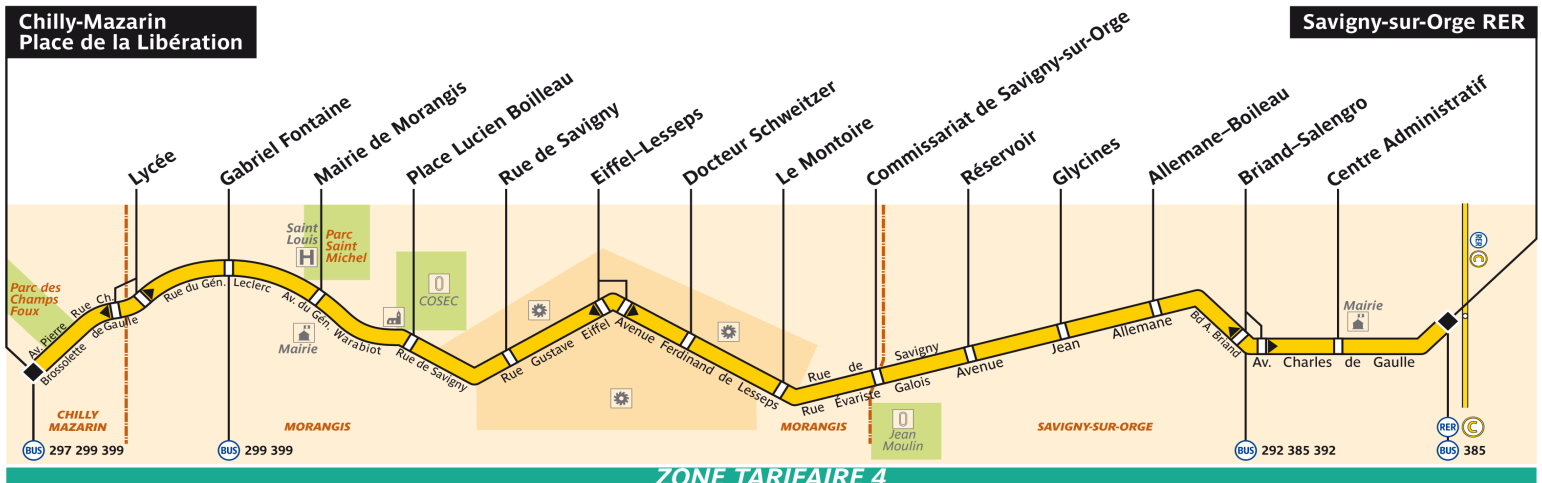 Chilly-Mazarin
Place de la Libération
Savigny-sur-Orge RER
Lycée
Gabriel Fontaine
Mairie de Morangis
Place Lucien Boilleau
Rue de Savigny
Eiffel–Lesseps
Docteur Schweitzer
Le Montoire
Commissariat de Savigny-sur-Orge
Réservoir
Glycines
Allemane–Boileau
Briand–Salengro
Centre Administratif
Parc des
Champs
Foux
Av. Pierre
Brossolette
Rue Ch.
de Gaulle
Rue du Gén. Leclerc
Saint
Louis
H
Parc
Saint
Michel
Av. du Gén. Warabiot
Mairie
COSEC
Rue de Savigny
Rue Gustave Eiffel
Avenue Ferdinand de Lesseps
Rue de Savigny
Rue Évariste Galois
Jean
Moulin
Avenue Jean Allemane
Bd A. Briand
Av. Charles de Gaulle
Mairie
RER
C
CHILLY
MAZARIN
MORANGIS
MORANGIS
SAVIGNY-SUR-ORGE
BUS 297 299 399
BUS 299 399
BUS 292 385 392
RER C
BUS 385
ZONE TARIFAIRE 4